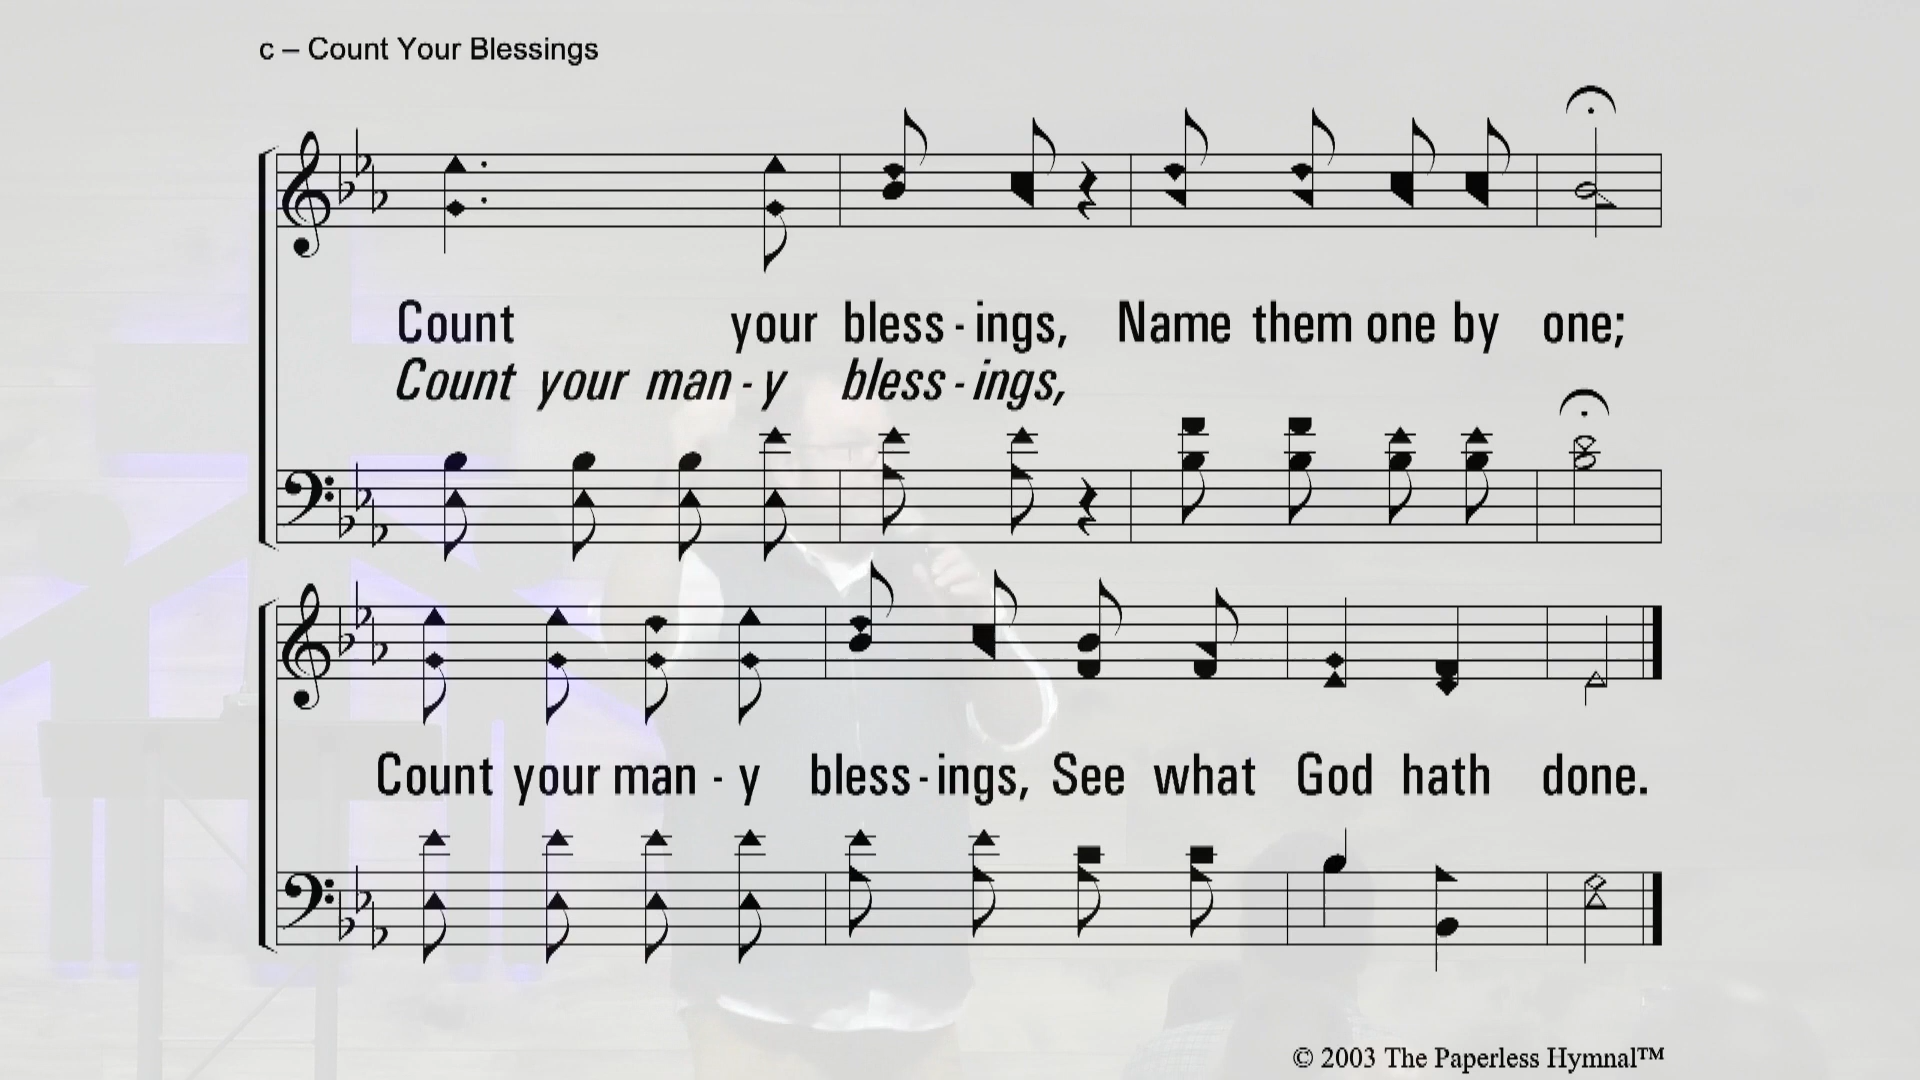 c – Count Your Blessings
Count your bless - ings, Name them one by one;
Count your man - y bless - ings,
Count your man - y bless - ings, See what God hath done.
© 2003 The Paperless Hymnal™